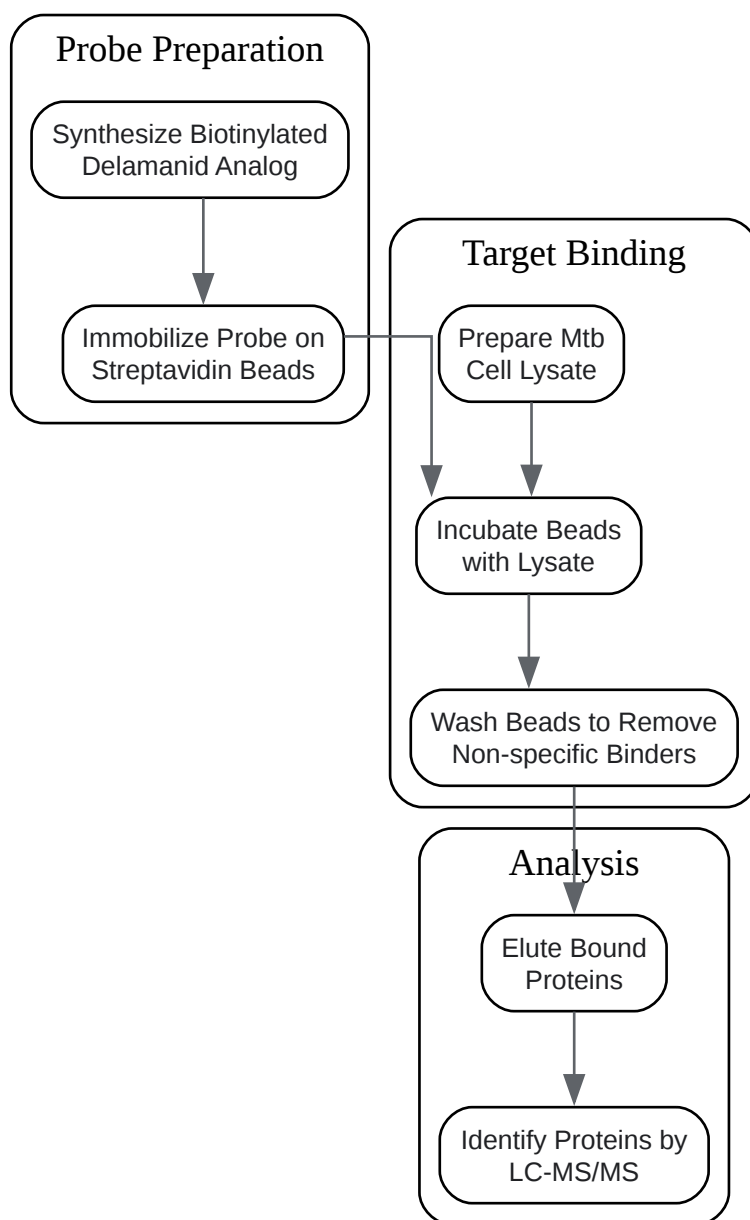 Probe Preparation
Synthesize Biotinylated
Delamanid Analog
Immobilize Probe on
Streptavidin Beads
Target Binding
Prepare Mtb
Cell Lysate
Incubate Beads
with Lysate
Wash Beads to Remove
Non-specific Binders
Analysis
Elute Bound
Proteins
Identify Proteins by
LC-MS/MS